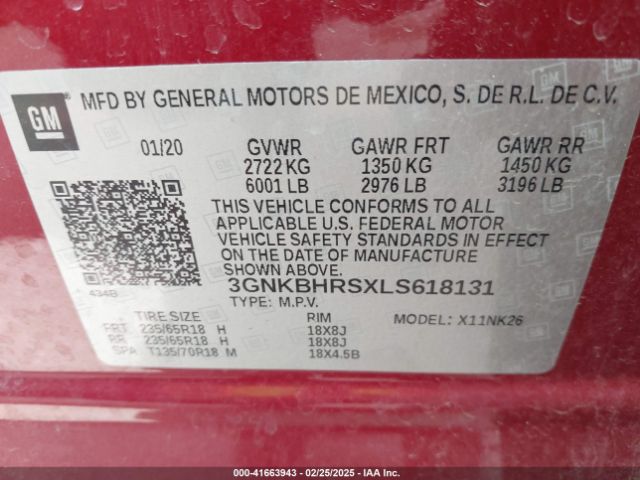 GM
MFD BY GENERAL MOTORS DE MEXICO, S. DE R.L. DE C.V.
01/20 GVWR GAWR FRT GAWR RR
2722 KG 1350 KG 1450 KG
6001 LB 2976 LB 3196 LB
THIS VEHICLE CONFORMS TO ALL
APPLICABLE U.S. FEDERAL MOTOR
VEHICLE SAFETY STANDARDS IN EFFECT
ON THE DATE OF MANUFACTURE
SHOWN ABOVE.
434B 3GNKBHRSXLS618131
TYPE: M.P.V.
TIRE SIZE RIM MODEL: X11NK26
FRT 235/65R18 H 18X8J
RR 235/65R18 H 18X8J
SPA T135/70R18 M 18X4.5B
000-41663943 - 02/25/2025 - IAA Inc.